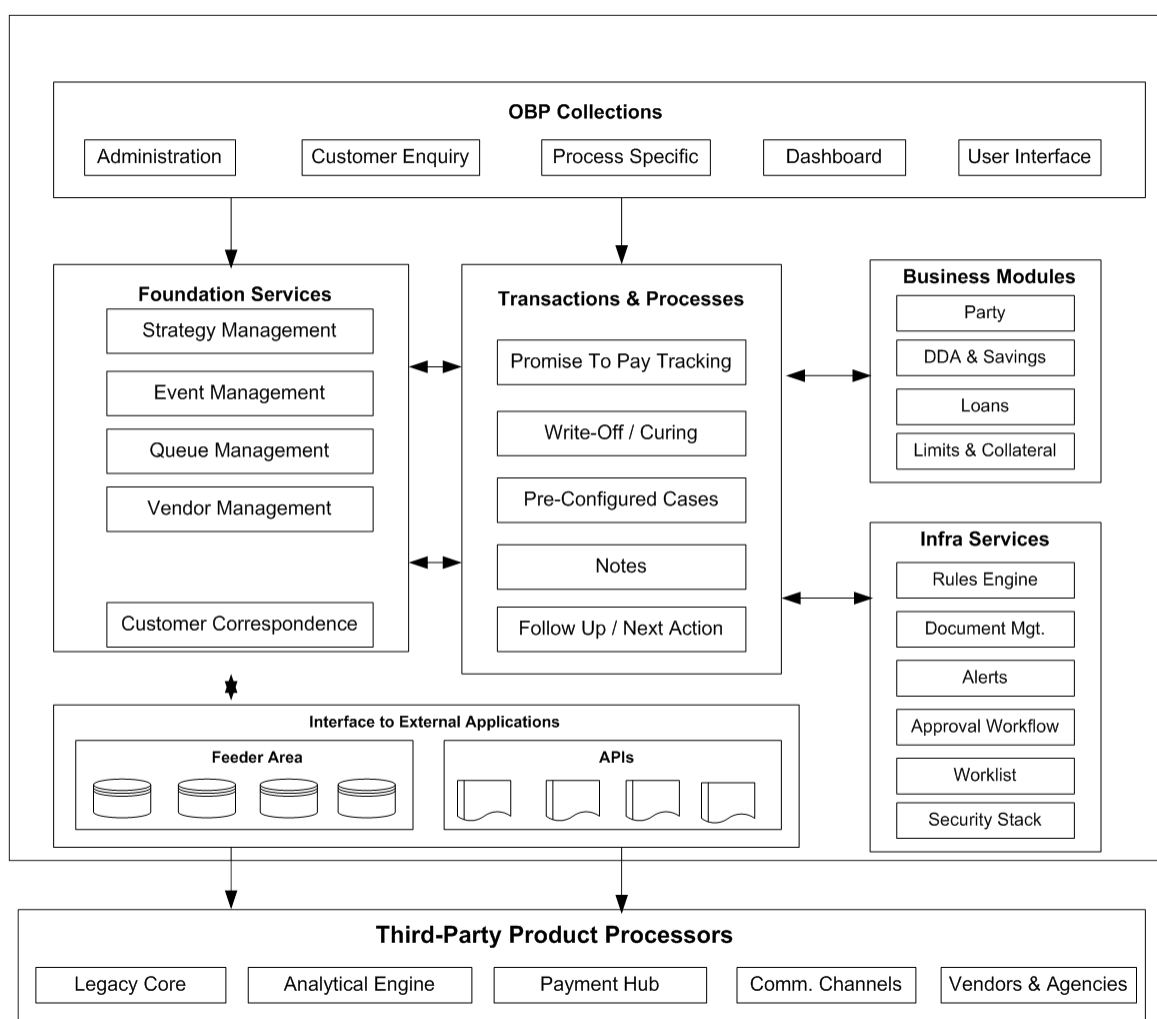 OBP Collections
Administration
Customer Enquiry
Process Specific
Dashboard
User Interface
Foundation Services
Strategy Management
Event Management
Queue Management
Vendor Management
Customer Correspondence
Transactions & Processes
Promise To Pay Tracking
Write-Off / Curing
Pre-Configured Cases
Notes
Follow Up / Next Action
Business Modules
Party
DDA & Savings
Loans
Limits & Collateral
Infra Services
Rules Engine
Document Mgt.
Alerts
Approval Workflow
Worklist
Security Stack
Interface to External Applications
Feeder Area
APIs
Third-Party Product Processors
Legacy Core
Analytical Engine
Payment Hub
Comm. Channels
Vendors & Agencies